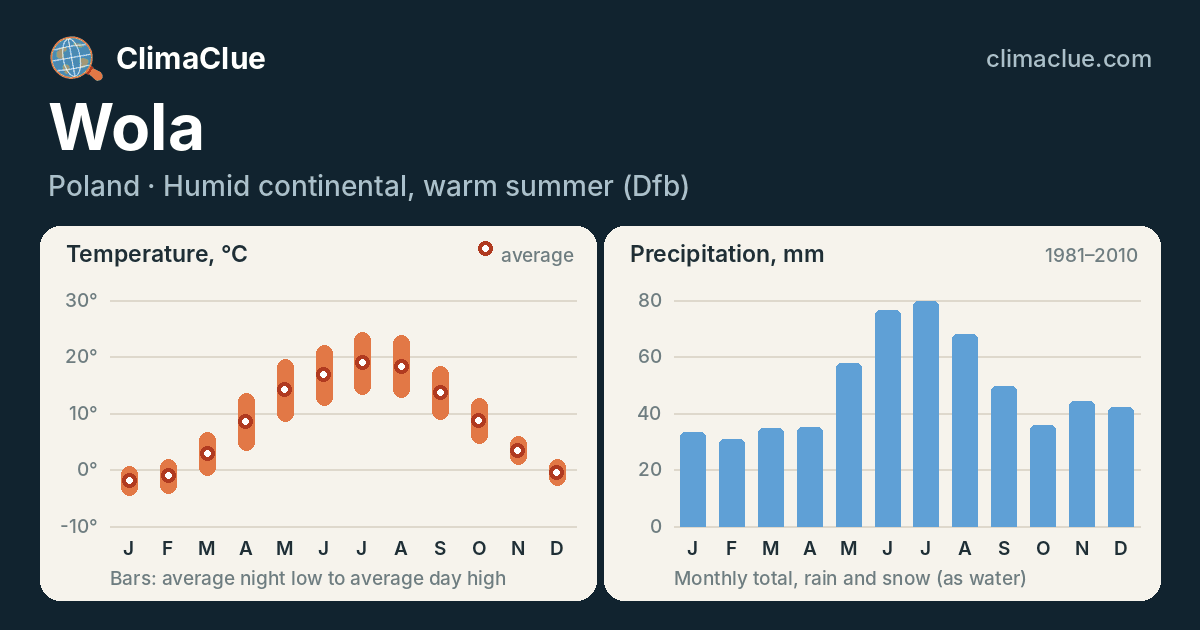 ClimaClue
climaclue.com
Wola
Poland · Humid continental, warm summer (Dfb)
Temperature, °C
average
30°
20°
10°
0°
-10°
J F M A M J J A S O N D
Bars: average night low to average day high
Precipitation, mm
1981–2010
80
60
40
20
0
J F M A M J J A S O N D
Monthly total, rain and snow (as water)